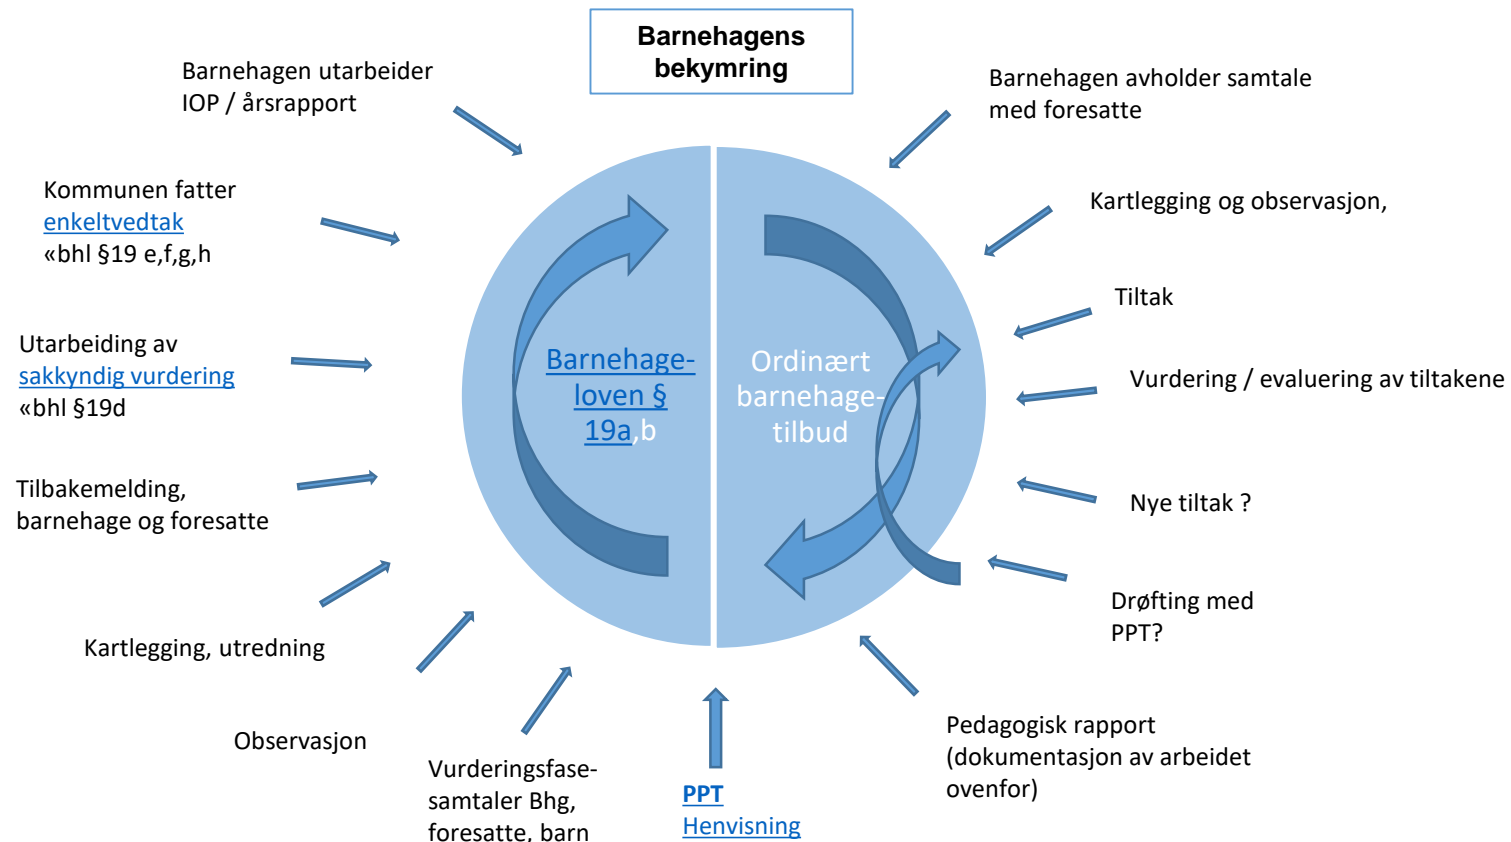 Barnehagens
bekymring
Barnehagen avholder samtale
med foresatte
Kartlegging og observasjon,
Tiltak
Vurdering / evaluering av tiltakene
Nye tiltak ?
Drøfting med
PPT?
Pedagogisk rapport
(dokumentasjon av arbeidet
ovenfor)
PPT
Henvisning
Vurderingsfase-
samtaler Bhg,
foresatte, barn
Observasjon
Kartlegging, utredning
Tilbakemelding,
barnehage og foresatte
Utarbeiding av
sakkyndig vurdering
«bhl §19d
Kommunen fatter
enkeltvedtak
«bhl §19 e,f,g,h
Barnehagen utarbeider
IOP / årsrapport
Barnehage-
loven §
19a,b
Ordinært
barnehage-
tilbud